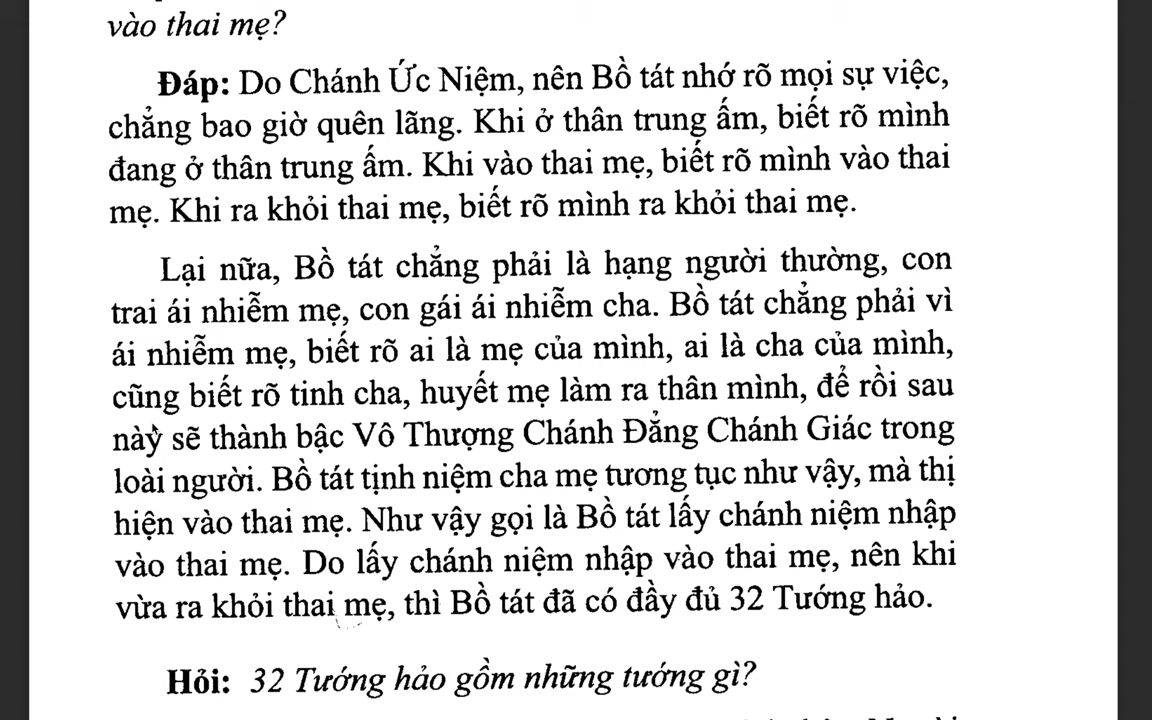 vào thai mẹ?
Đáp: Do Chánh Ức Niệm, nên Bồ tát nhớ rõ mọi sự việc,
chẳng bao giờ quên lãng. Khi ở thân trung ấm, biết rõ mình
đang ở thân trung ấm. Khi vào thai mẹ, biết rõ mình vào thai
mẹ. Khi ra khỏi thai mẹ, biết rõ mình ra khỏi thai mẹ.
Lại nữa, Bồ tát chẳng phải là hạng người thường, con
trai ái nhiễm mẹ, con gái ái nhiễm cha. Bồ tát chẳng phải vì
ái nhiễm mẹ, biết rõ ai là mẹ của mình, ai là cha của mình,
cũng biết rõ tinh cha, huyết mẹ làm ra thân mình, để rồi sau
này sẽ thành bậc Vô Thượng Chánh Đẳng Chánh Giác trong
loài người. Bồ tát tịnh niệm cha mẹ tương tục như vậy, mà thị
hiện vào thai mẹ. Như vậy gọi là Bồ tát lấy chánh niệm nhập
vào thai mẹ. Do lấy chánh niệm nhập vào thai mẹ, nên khi
vừa ra khỏi thai mẹ, thì Bồ tát đã có đầy đủ 32 Tướng hảo.
Hỏi: 32 Tướng hảo gồm những tướng gì?